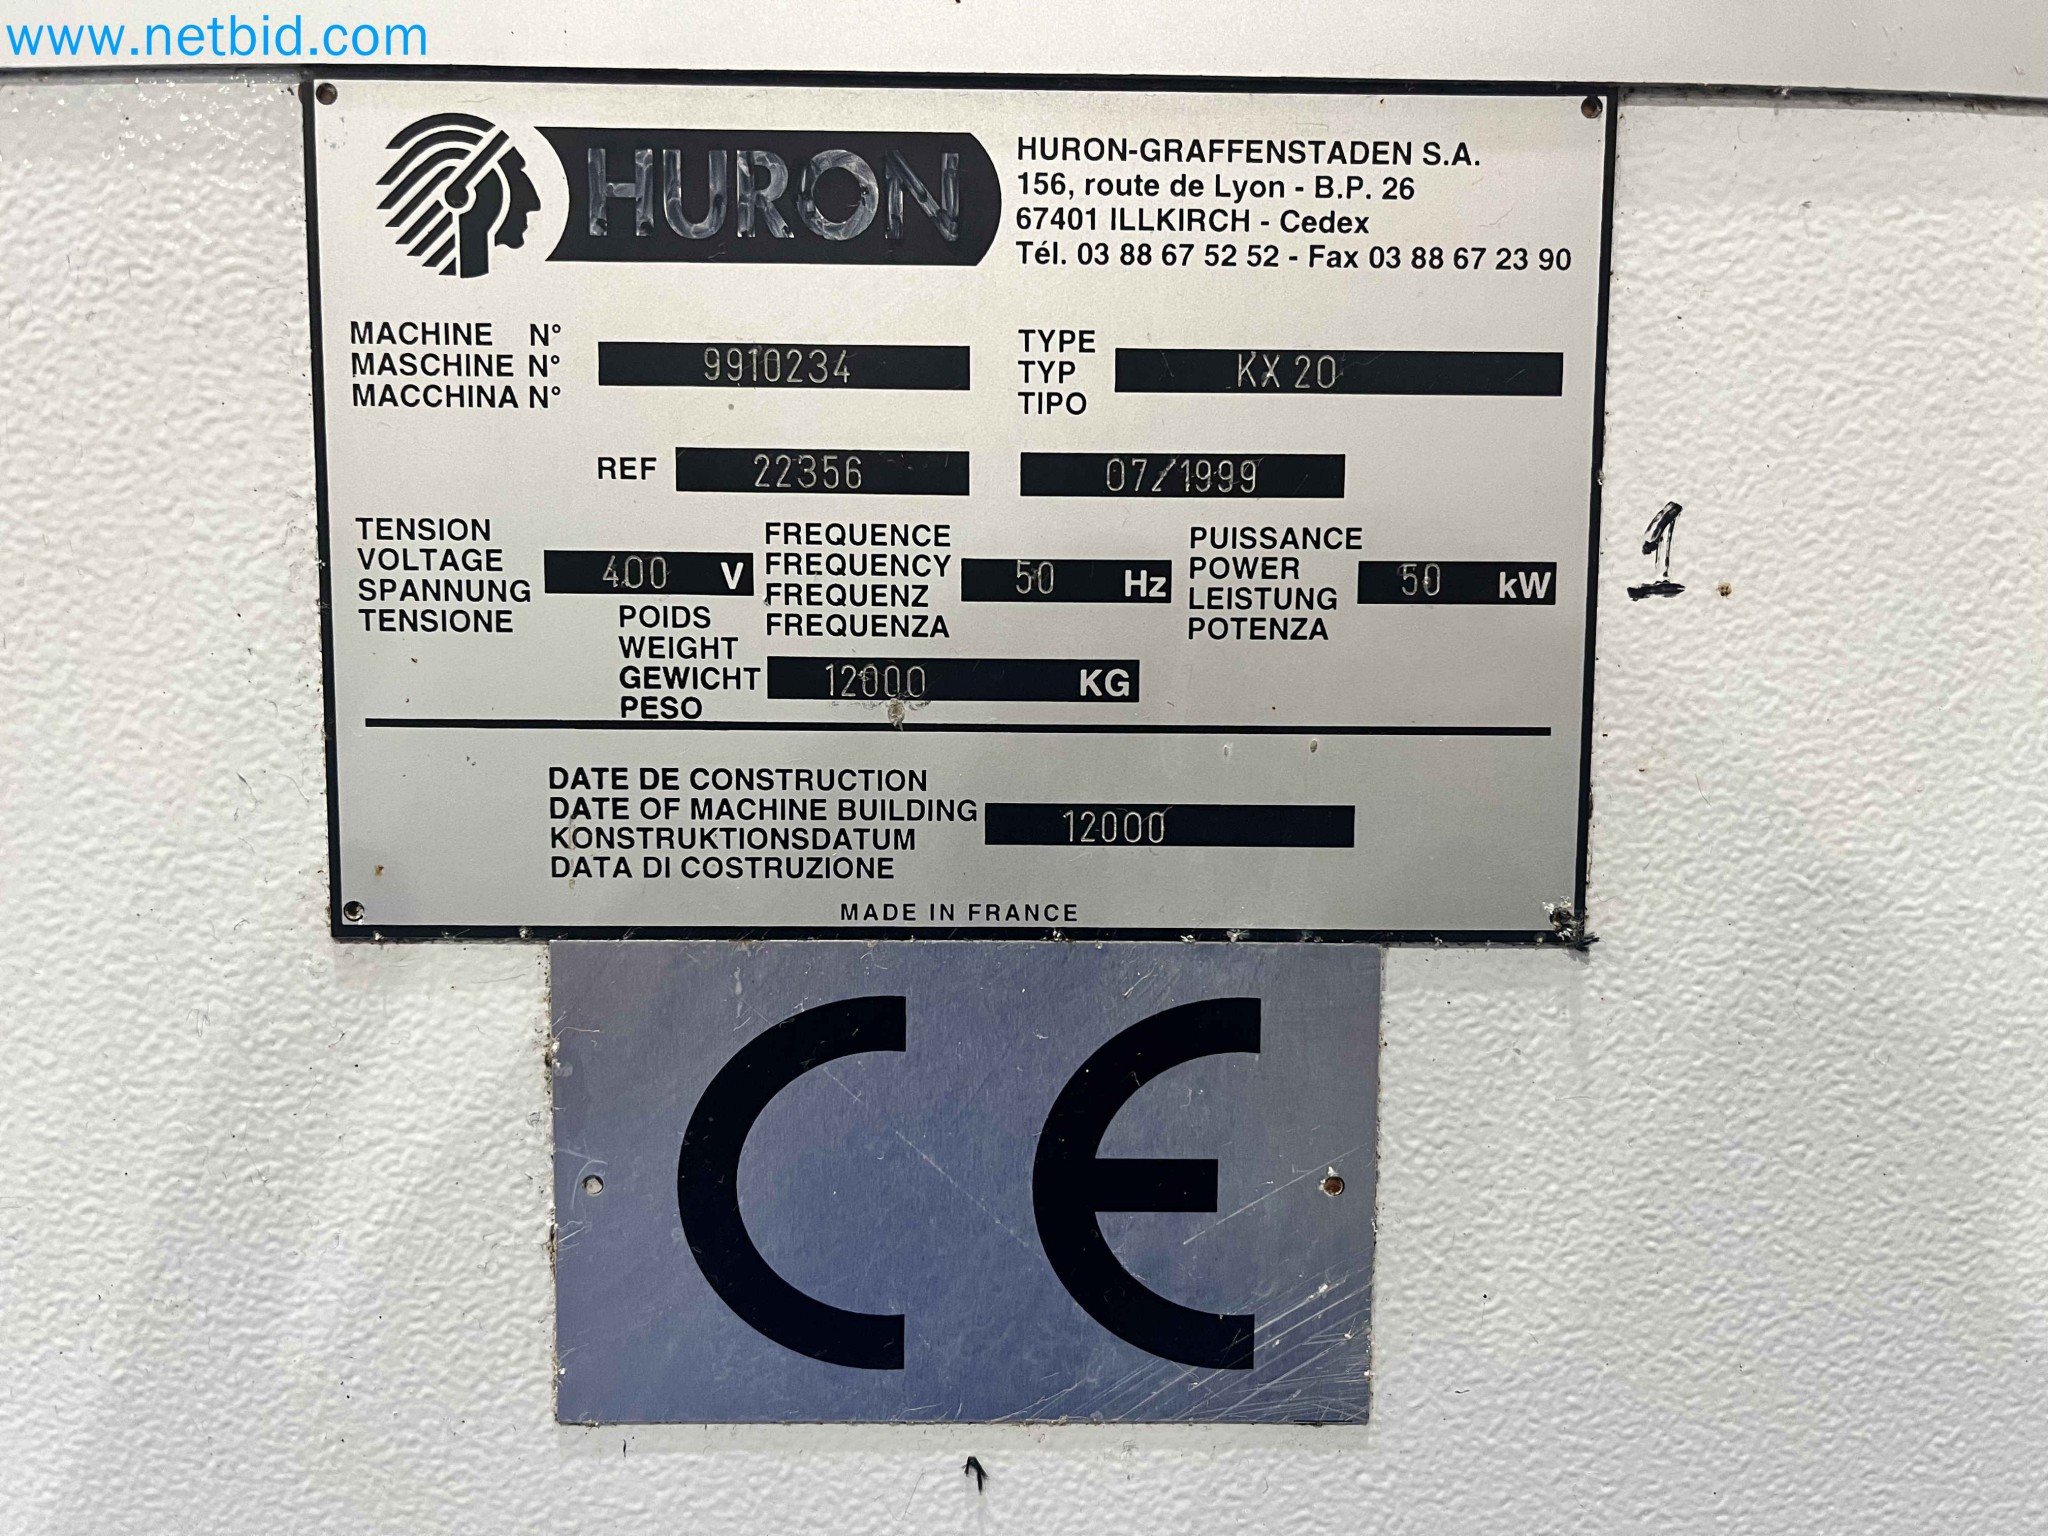 www.netbid.com
HURON
HURON-GRAFFENSTADEN S.A.
156, route de Lyon - B.P. 26
67401 ILLKIRCH - Cedex
Tél. 03 88 67 52 52 - Fax 03 88 67 23 90
MACHINE N°
MASCHINE N° 9910234
MACCHINA N°
TYPE
TYP KX 20
TIPO
REF 22356
07/1999
TENSION
VOLTAGE
SPANNUNG
TENSIONE
400 V
FREQUENCE
FREQUENCY
FREQUENZ
FREQUENZA
50 Hz
PUISSANCE
POWER
LEISTUNG
POTENZA
50 kW
POIDS
WEIGHT
GEWICHT
PESO
12000 KG
DATE DE CONSTRUCTION
DATE OF MACHINE BUILDING
KONSTRUKTIONSDATUM
DATA DI COSTRUZIONE
12000
MADE IN FRANCE
1
CE